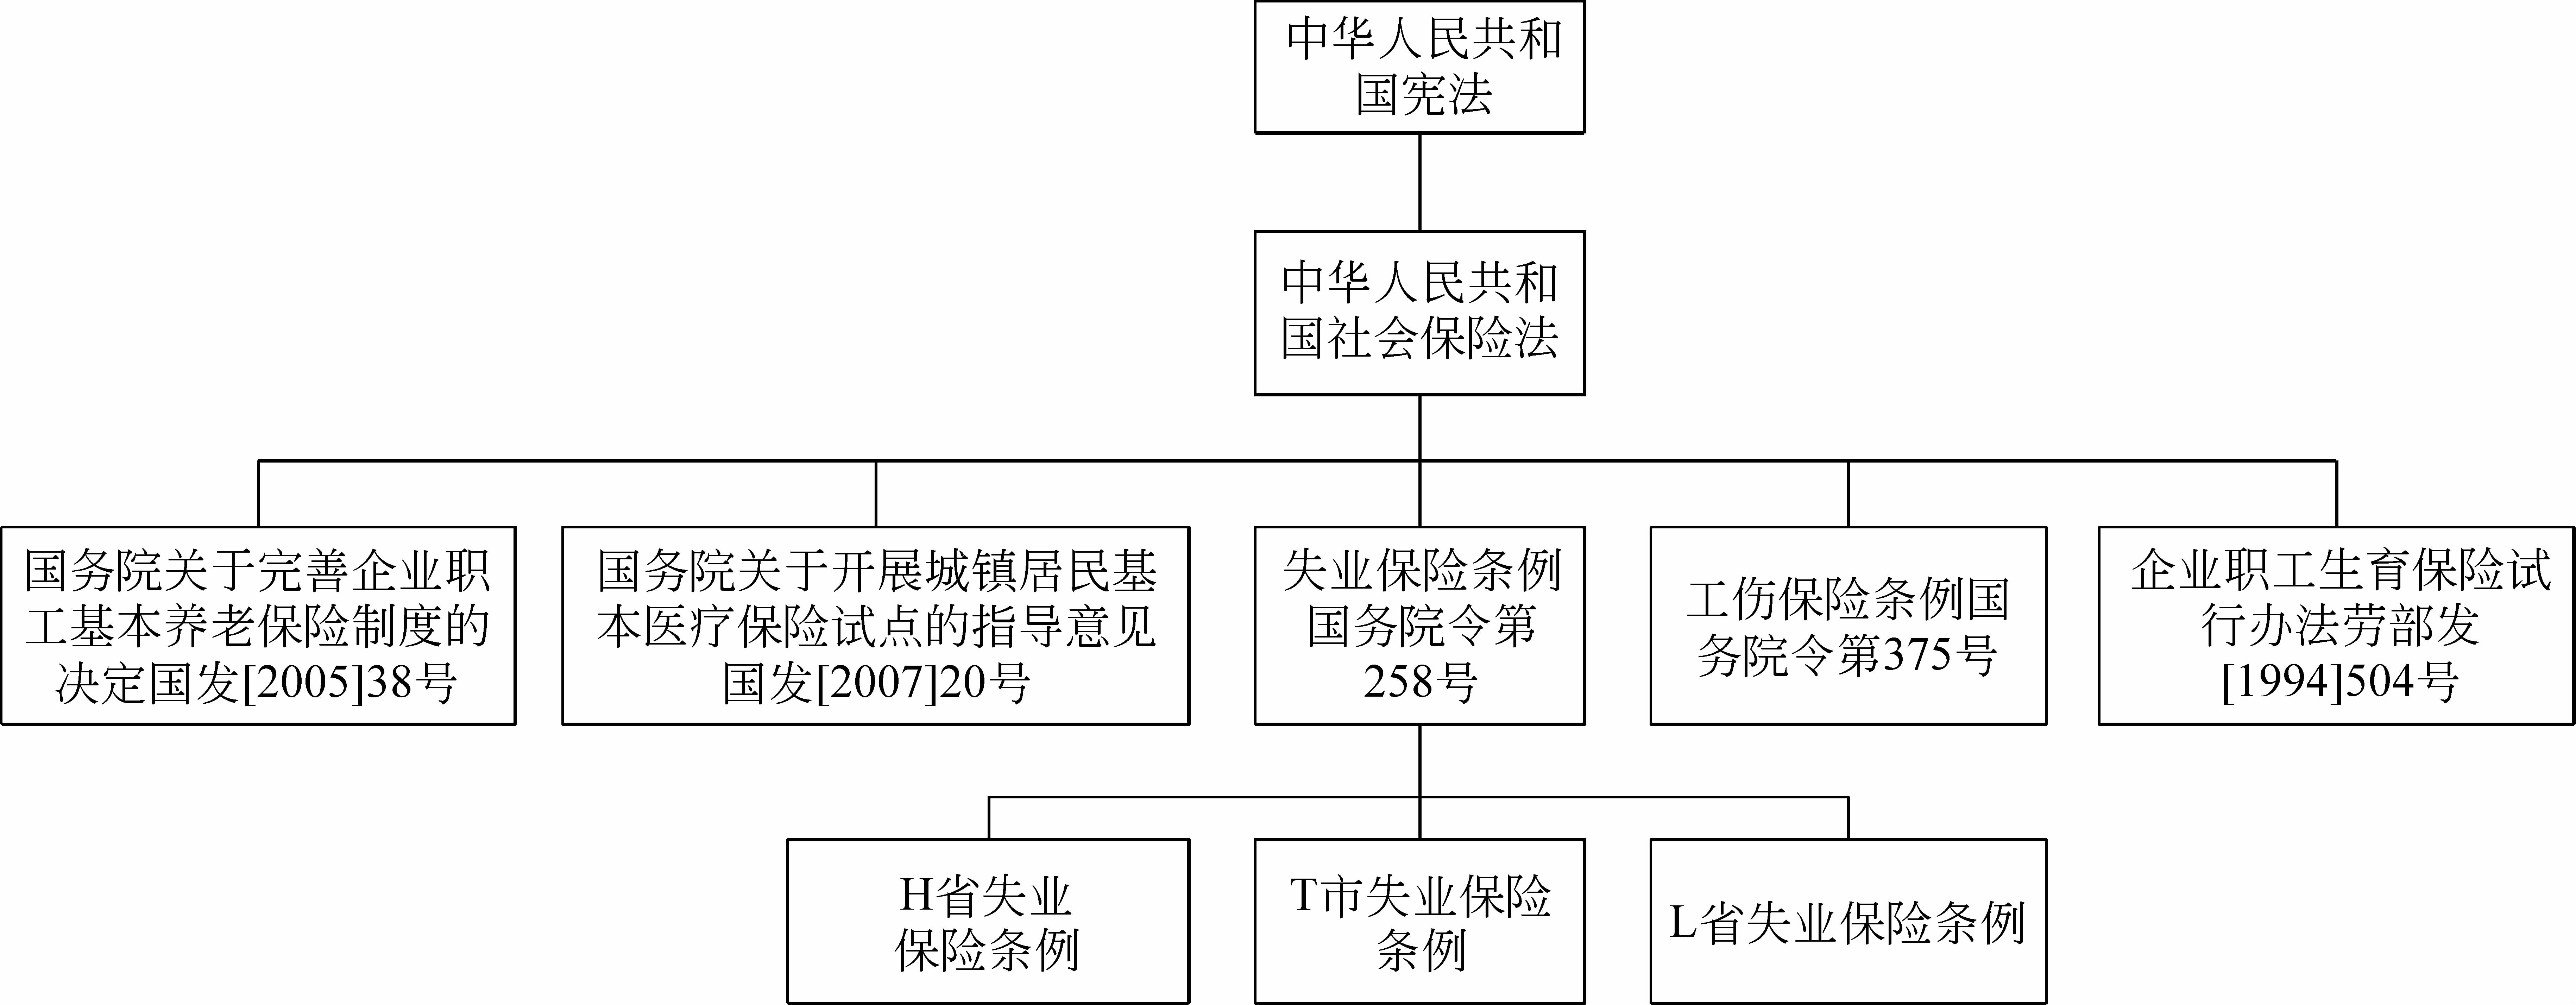 中华人民共和
国宪法
中华人民共和
国社会保险法
国务院关于完善企业职
工基本养老保险制度的
决定国发[2005]38号
国务院关于开展城镇居民基
本医疗保险试点的指导意见
国发[2007]20号
失业保险条例
国务院令第
258号
工伤保险条例国
务院令第375号
企业职工生育保险试
行办法劳部发
[1994]504号
H省失业
保险条例
T市失业保险
条例
L省失业保险条例